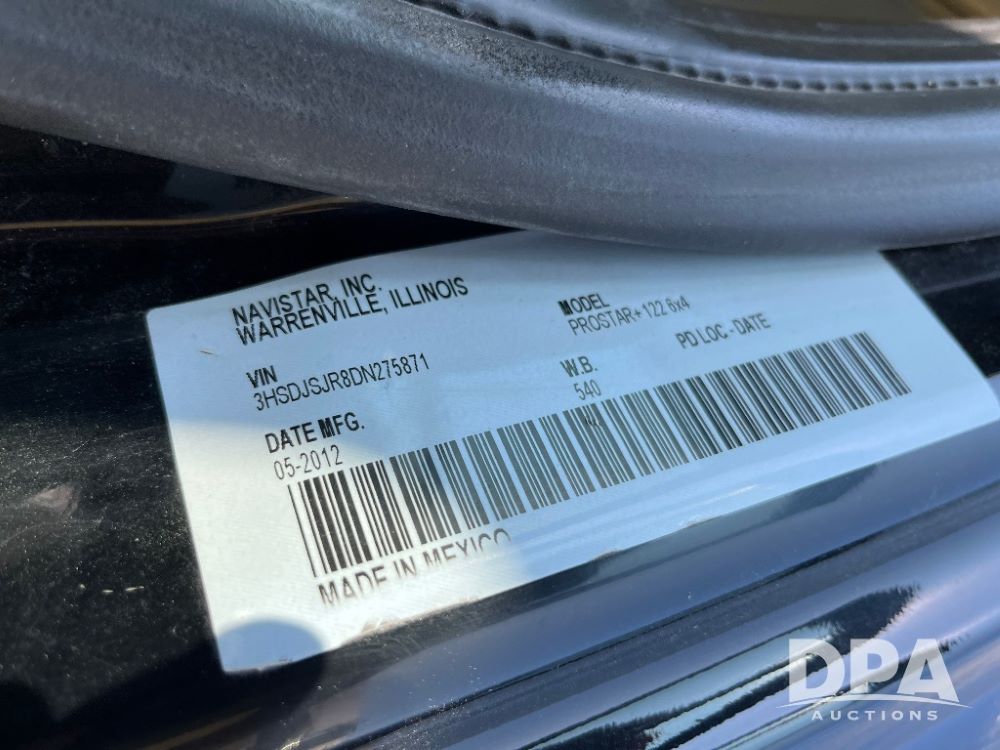 NAVISTAR, INC.
WARRENVILLE, ILLINOIS
MODEL
PROSTAR+ 122 6x4
VIN
3HSDJSJR8DN275871
W.B.
540
PD LOC - DATE
DATE MFG.
05-2012
MADE IN MEXICO
DPA
AUCTIONS